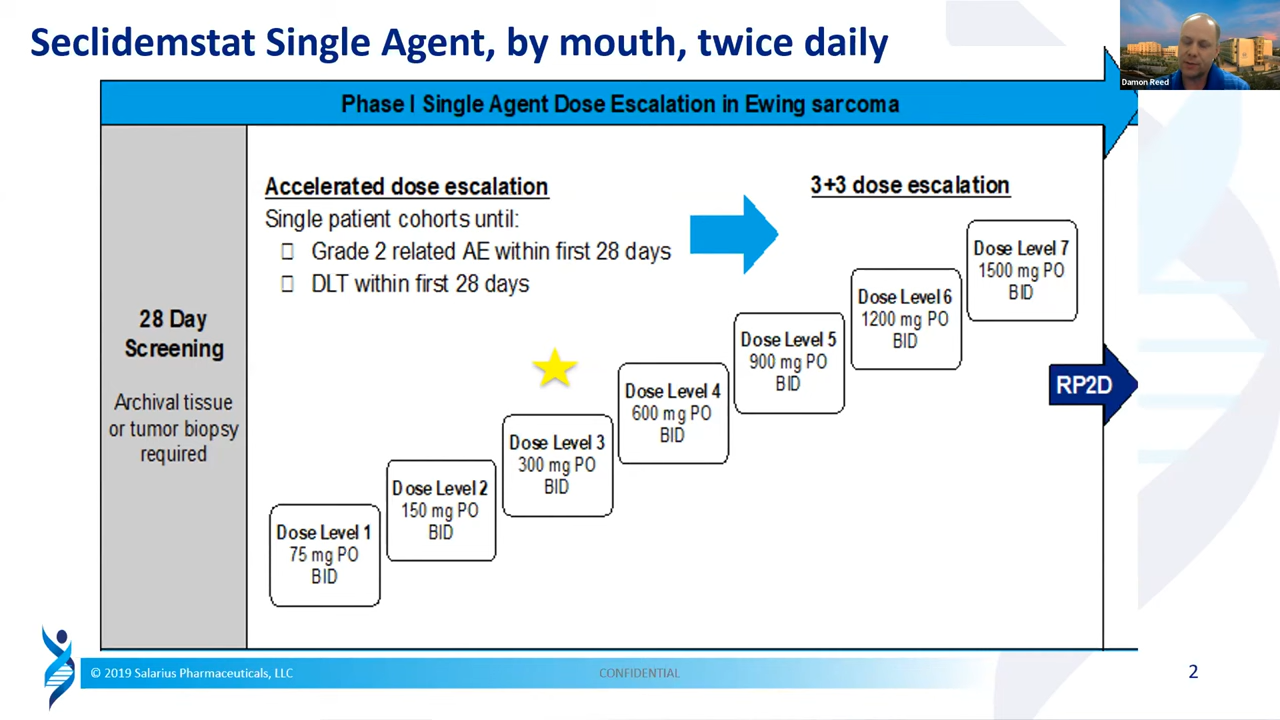 Seclidemstat Single Agent, by mouth, twice daily
Damon Reed
Phase I Single Agent Dose Escalation in Ewing sarcoma
28 Day
Screening
Archival tissue
or tumor biopsy
required
Accelerated dose escalation
Single patient cohorts until:
Grade 2 related AE within first 28 days
DLT within first 28 days
3+3 dose escalation
Dose Level 1
75 mg PO
BID
Dose Level 2
150 mg PO
BID
Dose Level 3
300 mg PO
BID
Dose Level 4
600 mg PO
BID
Dose Level 5
900 mg PO
BID
Dose Level 6
1200 mg PO
BID
Dose Level 7
1500 mg PO
BID
RP2D
© 2019 Salarius Pharmaceuticals, LLC
CONFIDENTIAL
2